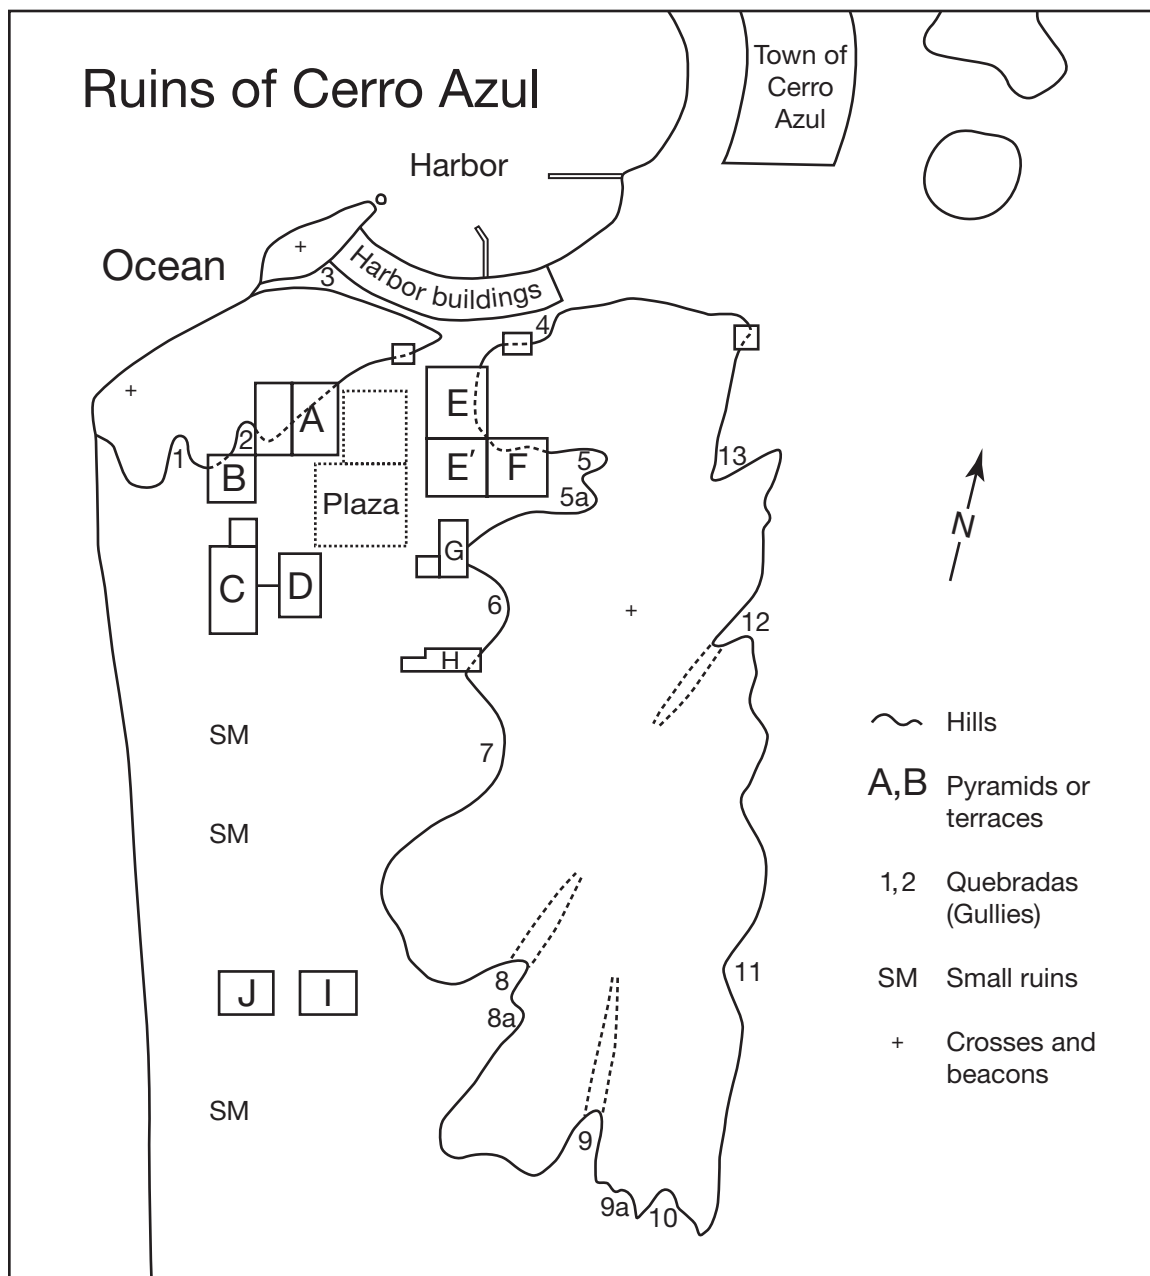 Ruins of Cerro Azul
Town of
Cerro
Azul
Harbor
Ocean
3
Harbor buildings
4
A
E
2
1
B
E′
F
5
13
5a
Plaza
G
C
D
N
6
12
H
SM
7
Hills
A,B
Pyramids or
terraces
SM
1,2
Quebradas
(Gullies)
8
11
SM
Small ruins
J
I
8a
+
Crosses and
beacons
SM
9
9a
10